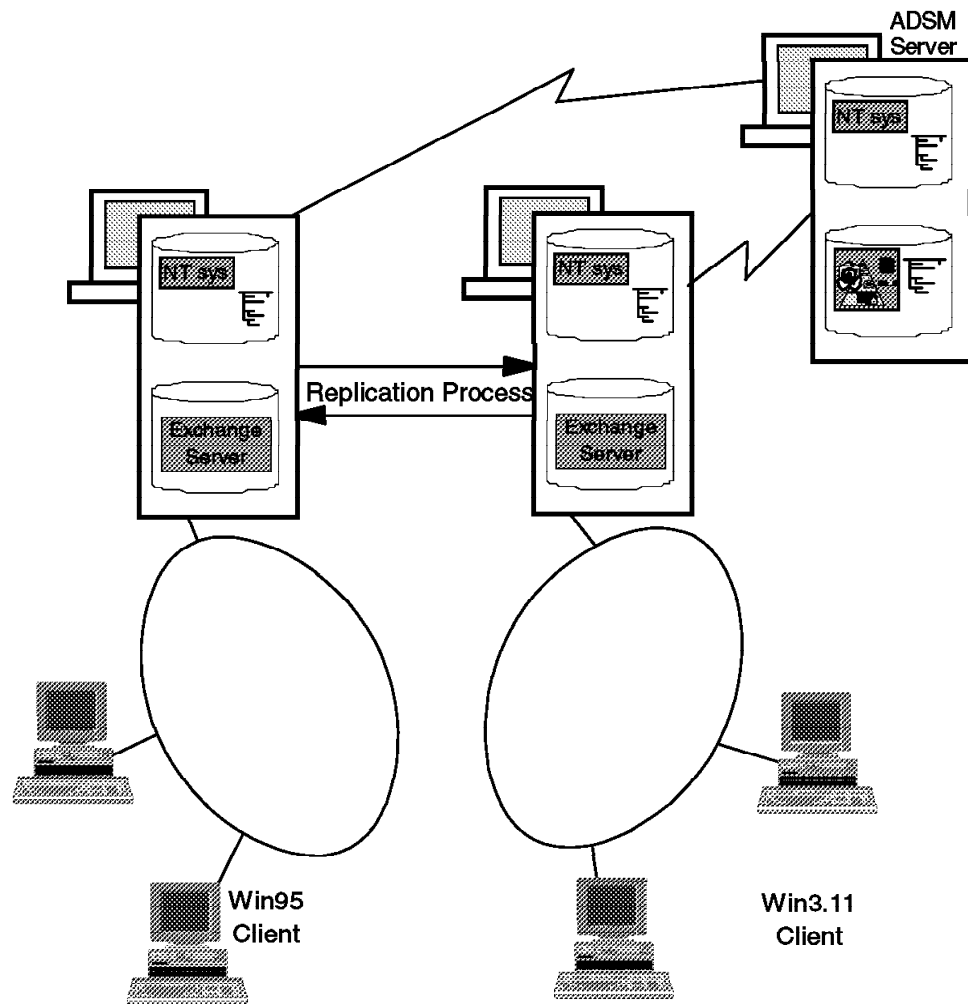 ADSM
Server
NT sys
NT sys
NT sys
Replication Process
Exchange
Server
Exchange
Server
Win95
Client
Win3.11
Client